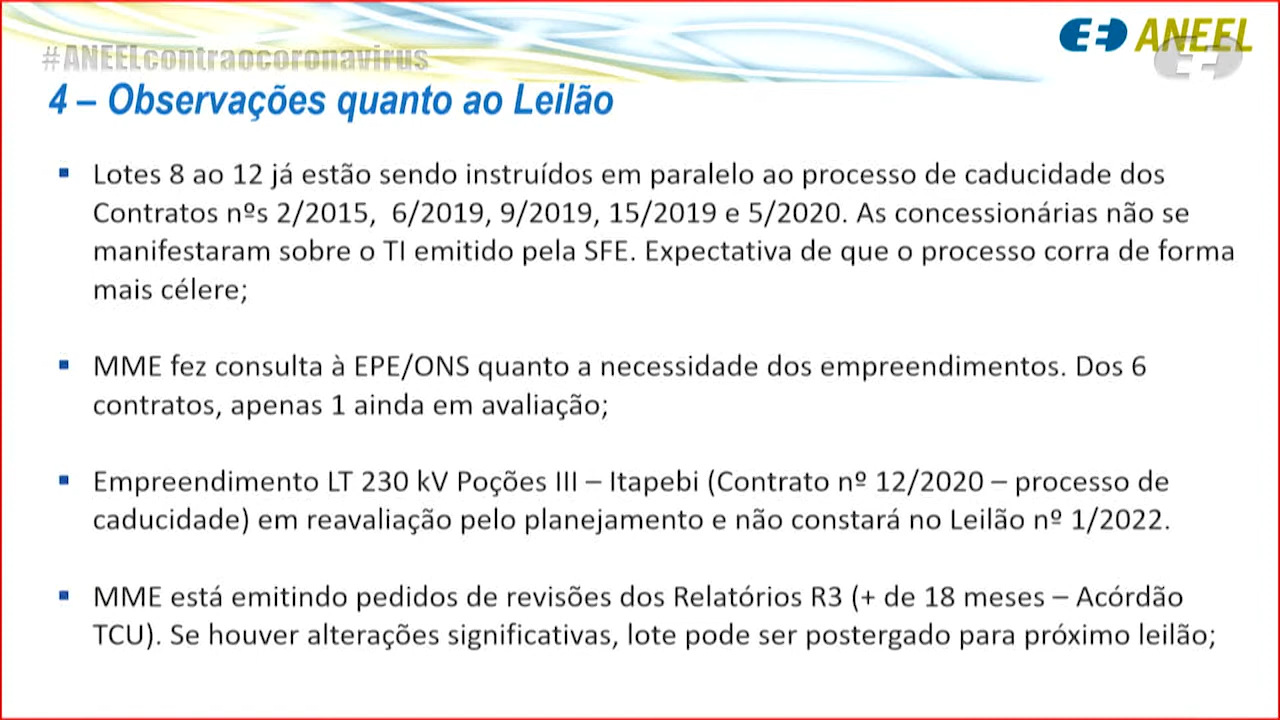 #ANEELcontraocoronavirus
ANEEL
4 – Observações quanto ao Leilão
▪ Lotes 8 ao 12 já estão sendo instruídos em paralelo ao processo de caducidade dos
Contratos nºs 2/2015, 6/2019, 9/2019, 15/2019 e 5/2020. As concessionárias não se
manifestaram sobre o TI emitido pela SFE. Expectativa de que o processo corra de forma
mais célere;
▪ MME fez consulta à EPE/ONS quanto a necessidade dos empreendimentos. Dos 6
contratos, apenas 1 ainda em avaliação;
▪ Empreendimento LT 230 kV Poções III – Itapebi (Contrato nº 12/2020 – processo de
caducidade) em reavaliação pelo planejamento e não constará no Leilão nº 1/2022.
▪ MME está emitindo pedidos de revisões dos Relatórios R3 (+ de 18 meses – Acórdão
TCU). Se houver alterações significativas, lote pode ser postergado para próximo leilão;